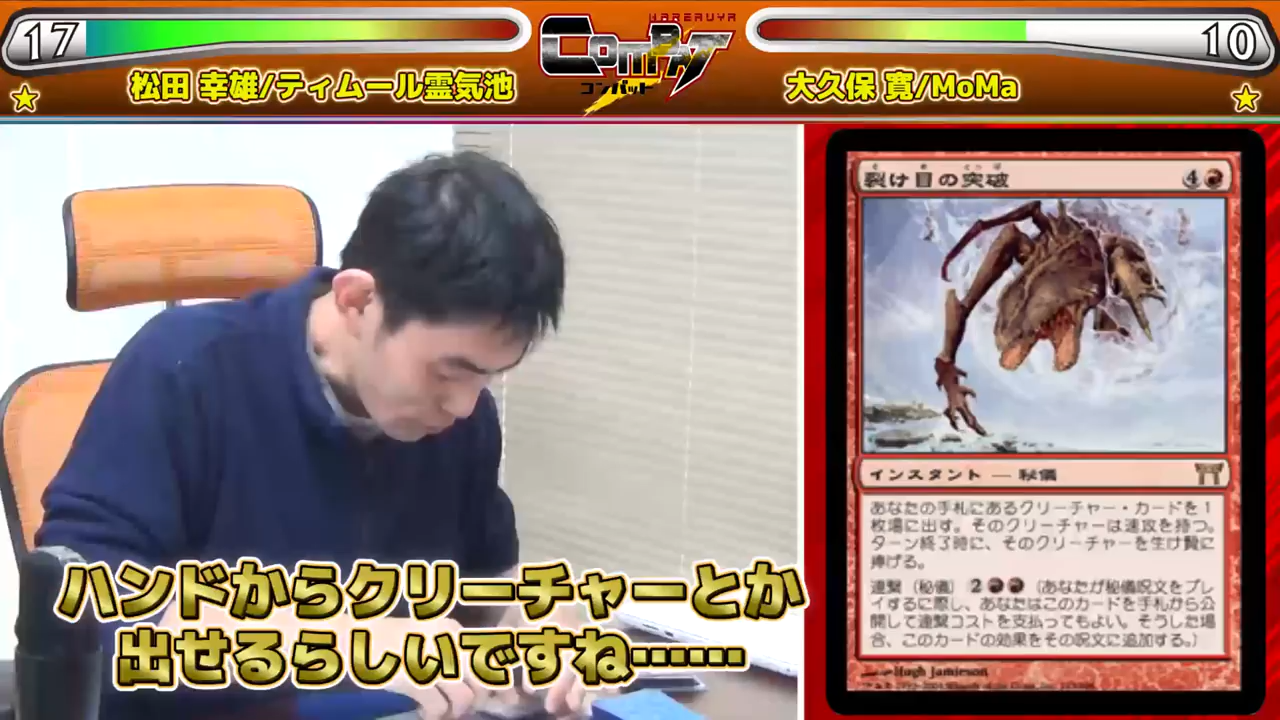 17
HARERUYA
COMPAT
コンバット
10
松田 幸雄/ティムール霊気池
大久保 寛/MoMa
裂け目の突破
4
インスタント ― 秘儀
あなたの手札にあるクリーチャー・カードを1
枚場に出す。そのクリーチャーは速攻を持つ。
ターン終了時に、そのクリーチャーを生け贄に
捧げる。
連繋（秘儀）2（あなたが秘儀呪文をプレ
イするに際し、あなたはこのカードを手札から公
開して連繋コストを支払ってもよい。そうした場
合、このカードの効果をその呪文に追加する。）
Hugh Jamieson
ハンドからクリーチャーとか
出せるらしいですね……